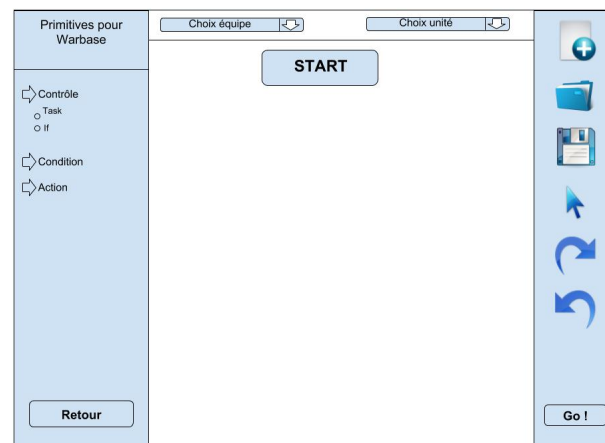 Primitives pour
Warbase
Choix équipe
Choix unité
START
Contrôle
Task
If
Condition
Action
Retour
Go !